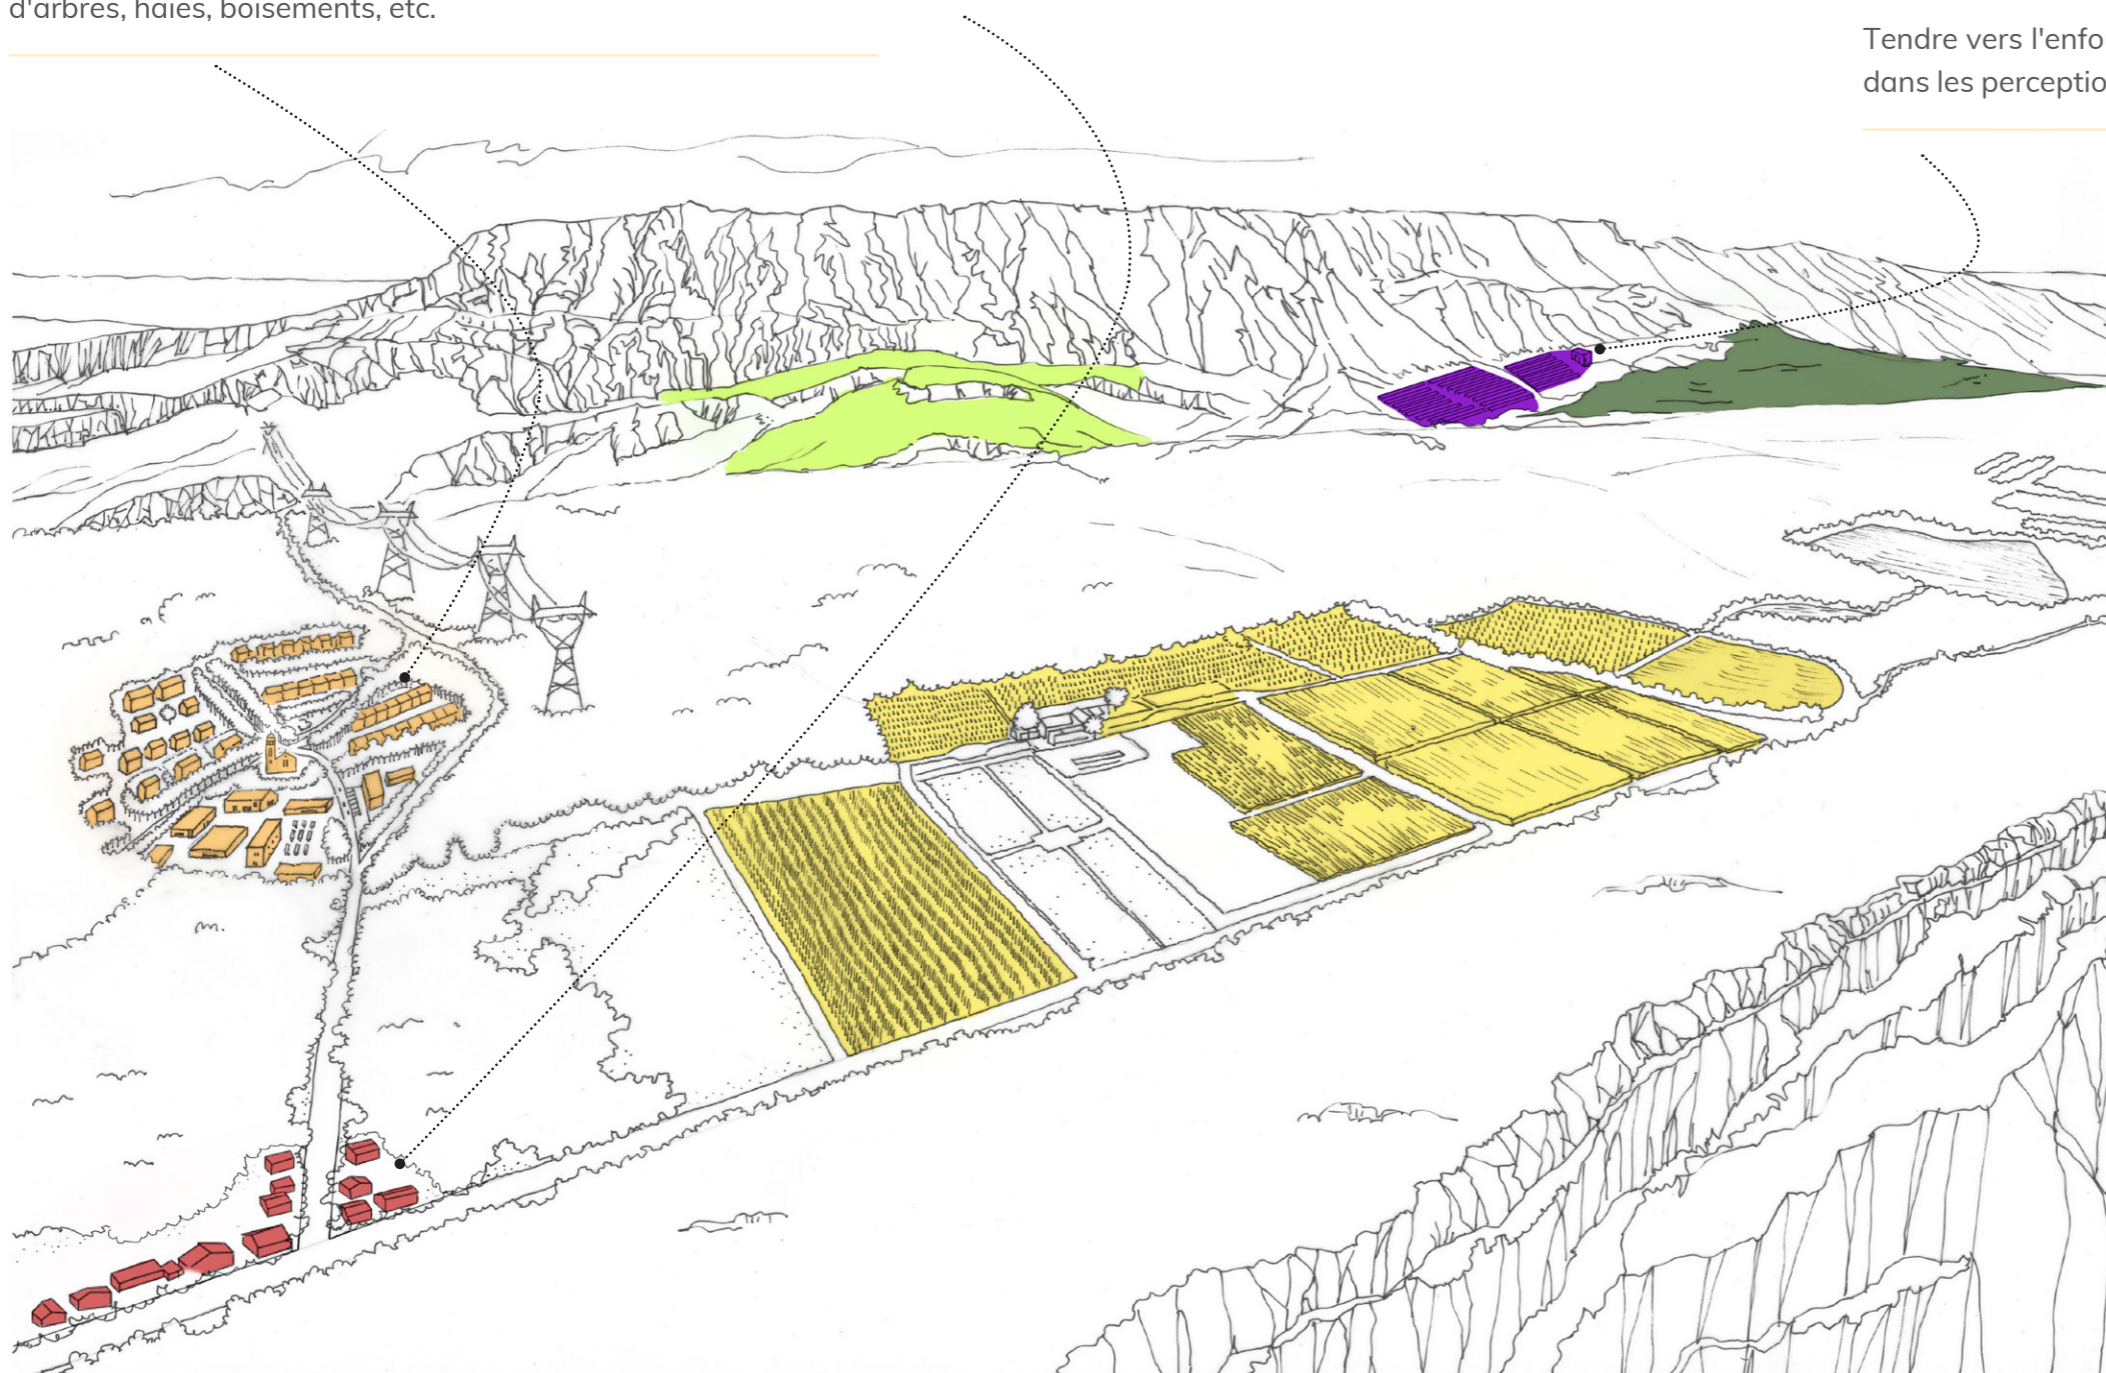 d'arbres, haies, boisements, etc.
Tendre vers l'enfo
dans les perceptio